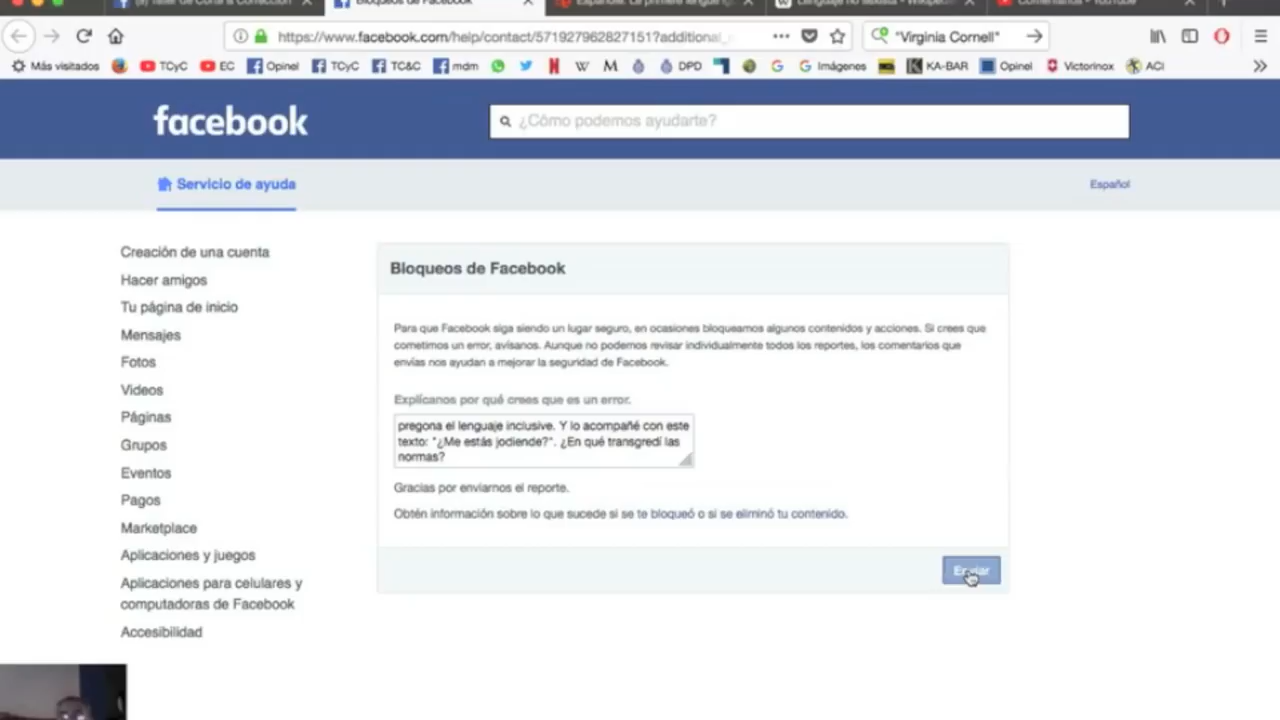 Bloqueos de Facebook
Comentarios - YouTube
https://www.facebook.com/help/contact/571927962827151?additional_
"Virginia Cornell"
Más visitados TCyC EC Opinel TCyC TC&C mdm DPD Imágenes KA-BAR Opinel Victorinox ACI
facebook
¿Cómo podemos ayudarte?
Servicio de ayuda
Español
Creación de una cuenta
Hacer amigos
Tu página de inicio
Mensajes
Fotos
Videos
Páginas
Grupos
Eventos
Pagos
Marketplace
Aplicaciones y juegos
Aplicaciones para celulares y
computadoras de Facebook
Accesibilidad
Bloqueos de Facebook
Para que Facebook siga siendo un lugar seguro, en ocasiones bloqueamos algunos contenidos y acciones. Si crees que
cometimos un error, avísanos. Aunque no podemos revisar individualmente todos los reportes, los comentarios que
envías nos ayudan a mejorar la seguridad de Facebook.
Explícanos por qué crees que es un error.
pregona el lenguaje inclusive. Y lo acompañé con este
texto: "¿Me estás jodiende?". ¿En qué transgredí las
normas?
Gracias por enviarnos el reporte.
Obtén información sobre lo que sucede si se te bloqueó o si se eliminó tu contenido.
Enviar